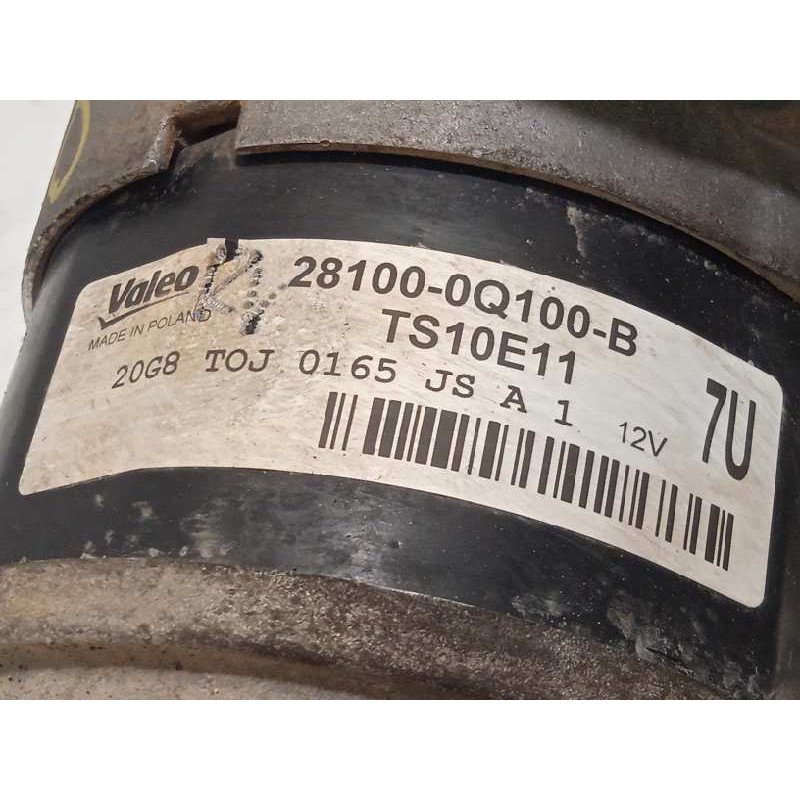 Valeo
MADE IN POLAND
28100-0Q100-B
TS10E11
20G8 TOJ 0165 JS A 1
12V
7U